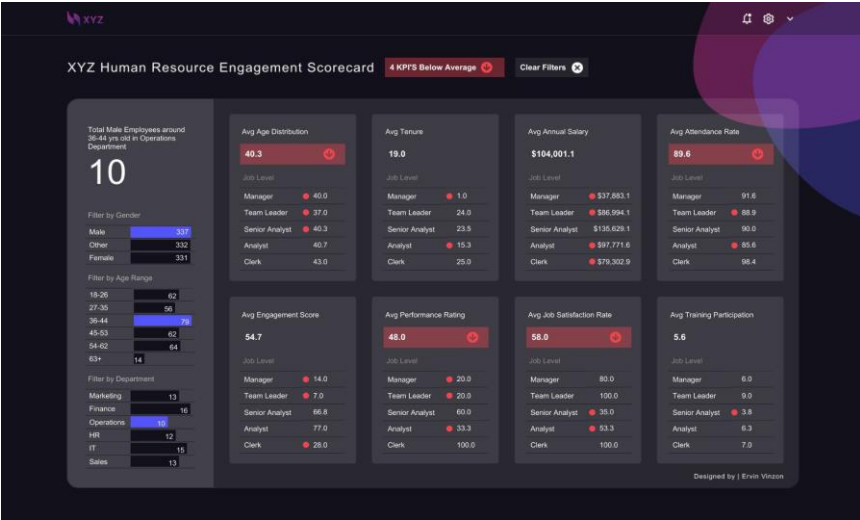 XYZ
XYZ Human Resource Engagement Scorecard
4 KPI'S Below Average
Clear Filters
Total Male Employees around
36-44 yrs old in Operations
Department
10
Filter by Gender
Male 337
Other 332
Female 331
Filter by Age Range
18-26 62
27-35 56
36-44 79
45-53 62
54-62 64
63+ 14
Filter by Department
Marketing 13
Finance 16
Operations 10
HR 12
IT 15
Sales 13
Avg Age Distribution
40.3
Job Level
Manager 40.0
Team Leader 37.0
Senior Analyst 40.3
Analyst 40.7
Clerk 43.0
Avg Tenure
19.0
Job Level
Manager 1.0
Team Leader 24.0
Senior Analyst 23.5
Analyst 15.3
Clerk 25.0
Avg Annual Salary
$104,001.1
Job Level
Manager $37,883.1
Team Leader $86,994.1
Senior Analyst $135,629.1
Analyst $97,771.6
Clerk $79,302.9
Avg Attendance Rate
89.6
Job Level
Manager 91.6
Team Leader 88.9
Senior Analyst 90.0
Analyst 85.6
Clerk 98.4
Avg Engagement Score
54.7
Job Level
Manager 14.0
Team Leader 7.0
Senior Analyst 66.8
Analyst 77.0
Clerk 28.0
Avg Performance Rating
48.0
Job Level
Manager 20.0
Team Leader 20.0
Senior Analyst 60.0
Analyst 33.3
Clerk 100.0
Avg Job Satisfaction Rate
58.0
Job Level
Manager 80.0
Team Leader 100.0
Senior Analyst 35.0
Analyst 53.3
Clerk 100.0
Avg Training Participation
5.6
Job Level
Manager 6.0
Team Leader 9.0
Senior Analyst 3.8
Analyst 6.3
Clerk 7.0
Designed by | Ervin Vinzon